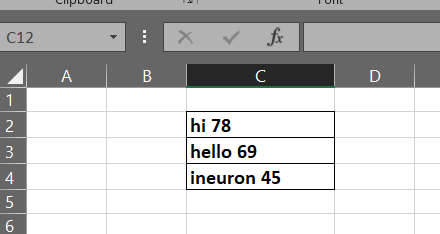 Clipboard
Font
C12
fx
A B C D
1
2 hi 78
3 hello 69
4 ineuron 45
5
6